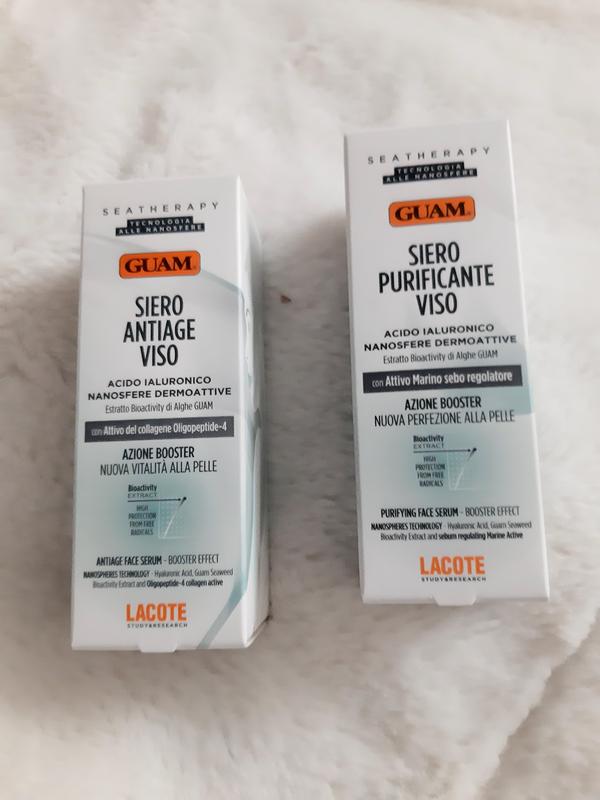 SEATHERAPY
TECNOLOGIA
ALLE NANOSFERE
GUAM®
SIERO
ANTIAGE
VISO
ACIDO IALURONICO
NANOSFERE DERMOATTIVE
Estratto Bioactivity di Alghe GUAM
con Attivo del collagene Oligopeptide-4
AZIONE BOOSTER
NUOVA VITALITÀ ALLA PELLE
Bioactivity
EXTRACT
HIGH
PROTECTION
FROM FREE
RADICALS
ANTIAGE FACE SERUM - BOOSTER EFFECT
NANOSPHERES TECHNOLOGY - Hyaluronic Acid, Guam Seaweed
Bioactivity Extract and Oligopeptide-4 collagen active
LACOTE
STUDY&RESEARCH
SEATHERAPY
TECNOLOGIA
ALLE NANOSFERE
GUAM®
SIERO
PURIFICANTE
VISO
ACIDO IALURONICO
NANOSFERE DERMOATTIVE
Estratto Bioactivity di Alghe GUAM
con Attivo Marino sebo regolatore
AZIONE BOOSTER
NUOVA PERFEZIONE ALLA PELLE
Bioactivity
EXTRACT
HIGH
PROTECTION
FROM FREE
RADICALS
PURIFYING FACE SERUM - BOOSTER EFFECT
NANOSPHERES TECHNOLOGY - Hyaluronic Acid, Guam Seaweed
Bioactivity Extract and sebum regulating Marine Active
LACOTE
STUDY&RESEARCH